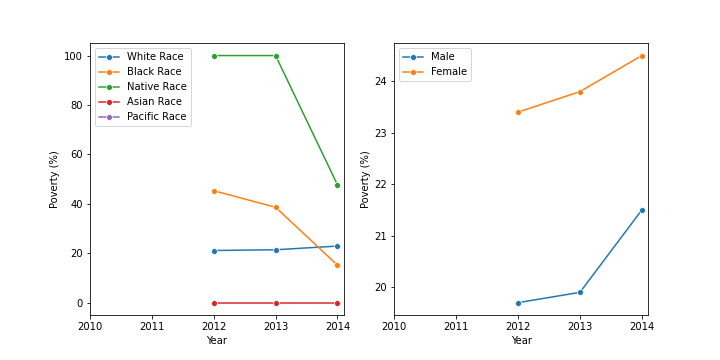 100
80
60
40
20
0
Poverty (%)
2010 2011 2012 2013 2014
Year
White Race
Black Race
Native Race
Asian Race
Pacific Race
24
23
22
21
20
Poverty (%)
2010 2011 2012 2013 2014
Year
Male
Female